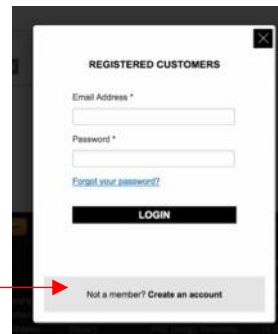 REGISTERED CUSTOMERS
Email Address *
Password *
Forgot your password?
LOGIN
Not a member? Create an account